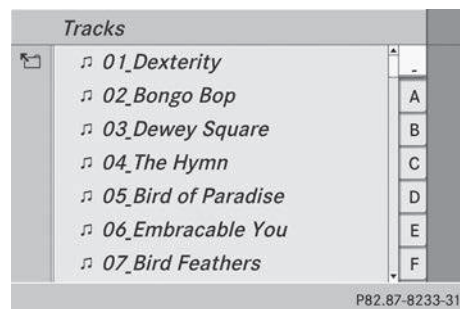 Tracks
01_Dexterity
02_Bongo Bop
03_Dewey Square
04_The Hymn
05_Bird of Paradise
06_Embracable You
07_Bird Feathers
-
A
B
C
D
E
F
P82.87-8233-31